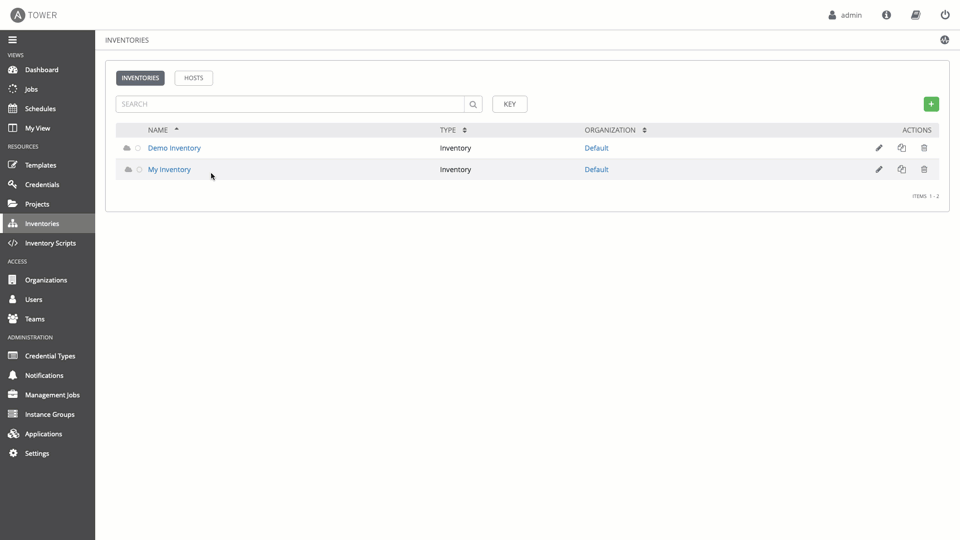 A TOWER
admin
VIEWS
Dashboard
Jobs
Schedules
My View
RESOURCES
Templates
Credentials
Projects
Inventories
Inventory Scripts
ACCESS
Organizations
Users
Teams
ADMINISTRATION
Credential Types
Notifications
Management Jobs
Instance Groups
Applications
Settings
INVENTORIES
INVENTORIES HOSTS
SEARCH KEY
NAME TYPE ORGANIZATION ACTIONS
Demo Inventory Inventory Default
My Inventory Inventory Default
ITEMS 1 - 2